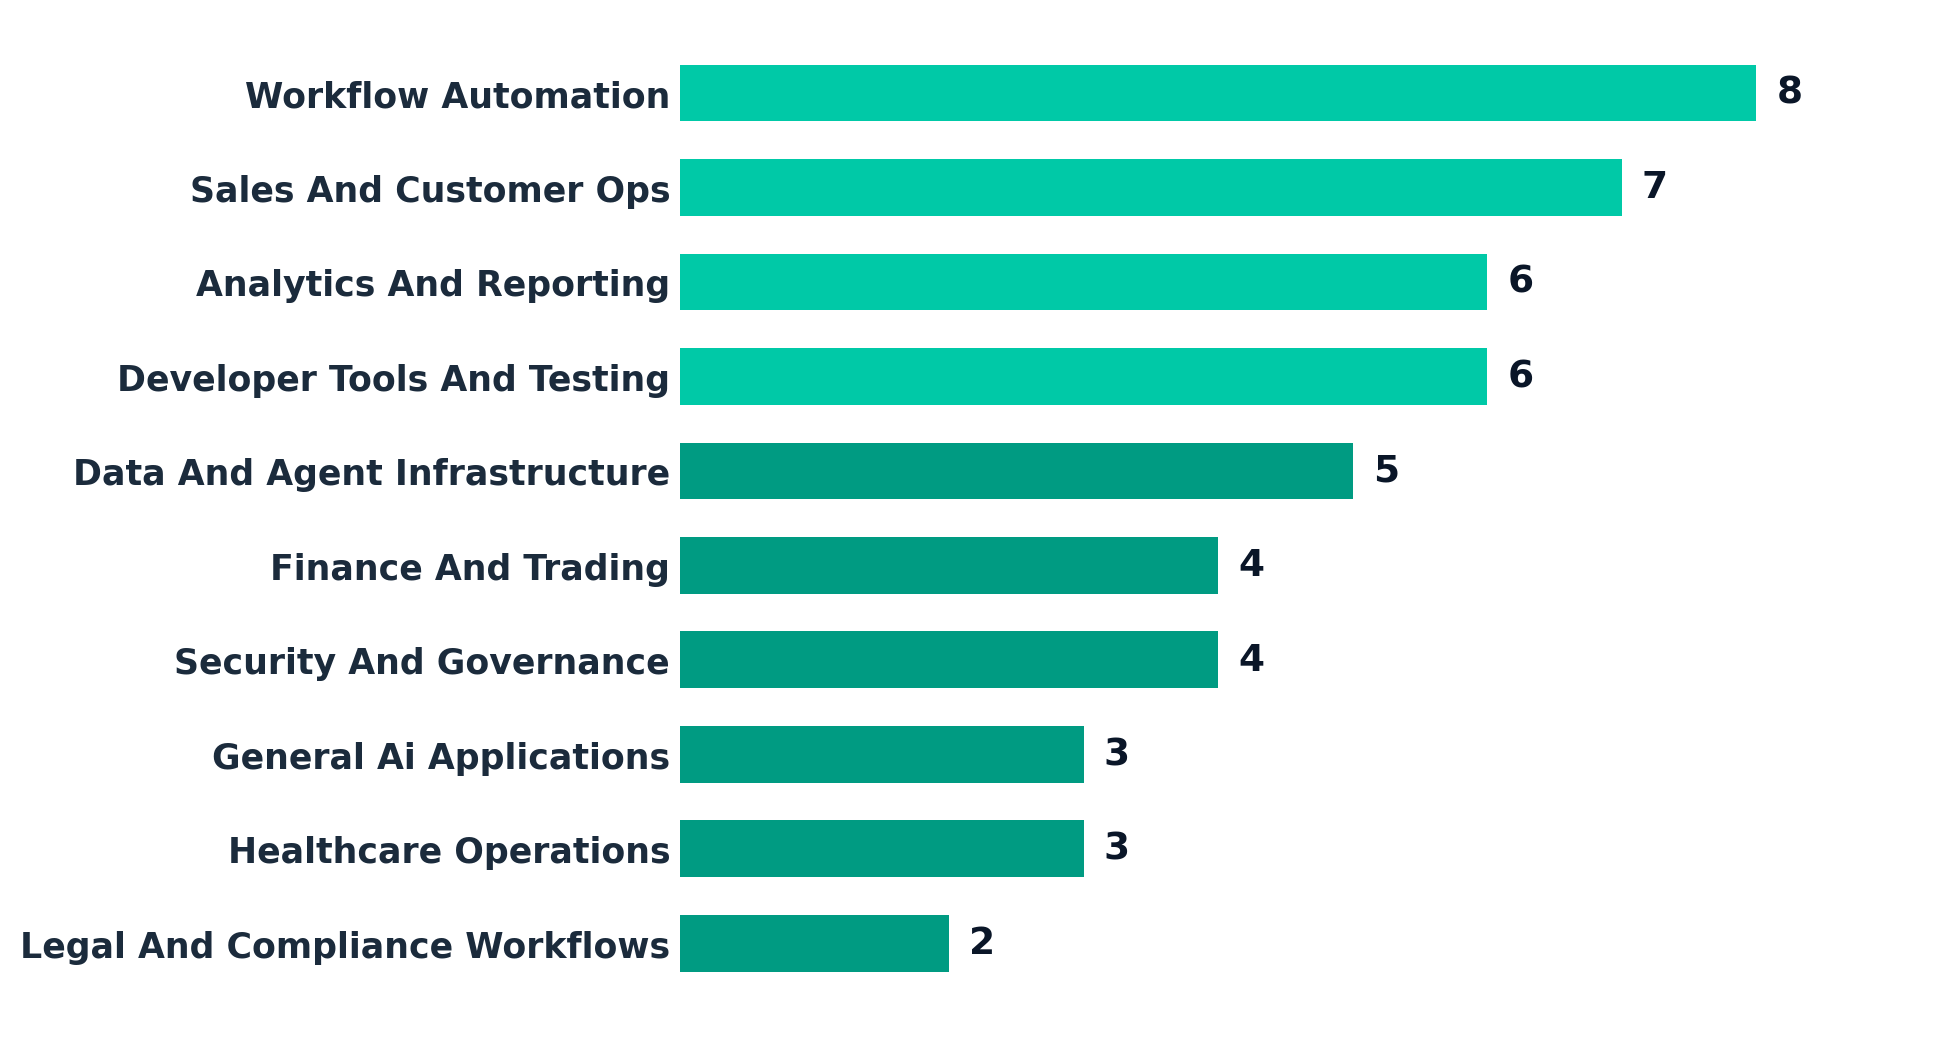 Workflow Automation 8
Sales And Customer Ops 7
Analytics And Reporting 6
Developer Tools And Testing 6
Data And Agent Infrastructure 5
Finance And Trading 4
Security And Governance 4
General Ai Applications 3
Healthcare Operations 3
Legal And Compliance Workflows 2